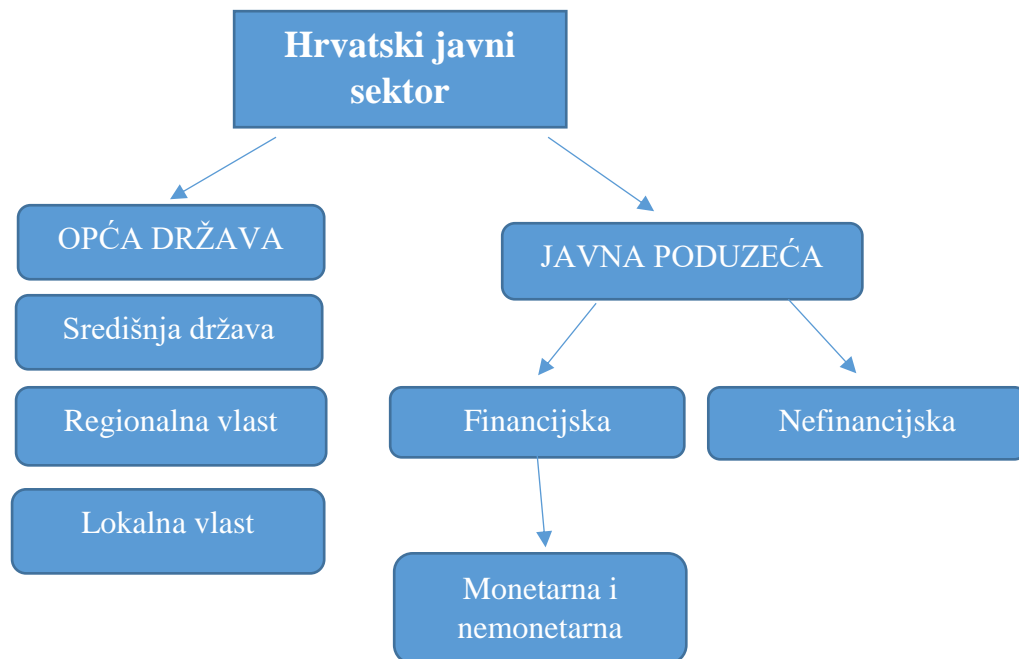 Hrvatski javni
sektor
OPĆA DRŽAVA
JAVNA PODUZEĆA
Središnja država
Regionalna vlast
Financijska
Nefinancijska
Lokalna vlast
Monetarna i
nemonetarna